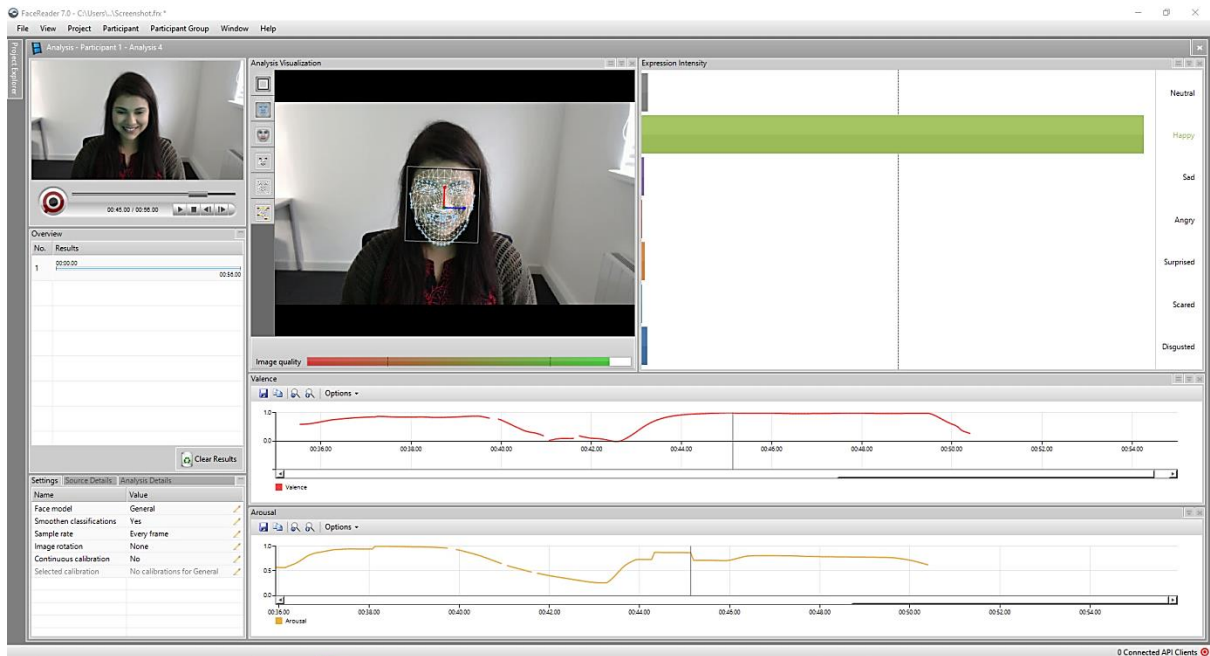 FaceReader 7.0 - C:\Users\...\Screenshot.frx *
File View Project Participant Participant Group Window Help
Project Explorer
Analysis - Participant 1 - Analysis 4
00:45.00 / 00:56.00
Overview
No. Results
1 00:00.00
00:56.00
Clear Results
Settings Source Details Analysis Details
Name Value
Face model General
Smoothen classifications Yes
Sample rate Every frame
Image rotation None
Continuous calibration No
Selected calibration No calibrations for General
Analysis Visualization
Image quality
Expression Intensity
Neutral
Happy
Sad
Angry
Surprised
Scared
Disgusted
Valence
Options
1.0
0.0
00:36.00 00:38.00 00:40.00 00:42.00 00:44.00 00:46.00 00:48.00 00:50.00 00:52.00 00:54.00
Valence
Arousal
Options
1.0
0.5
0.0
00:36.00 00:38.00 00:40.00 00:42.00 00:44.00 00:46.00 00:48.00 00:50.00 00:52.00 00:54.00
Arousal
0 Connected API Clients